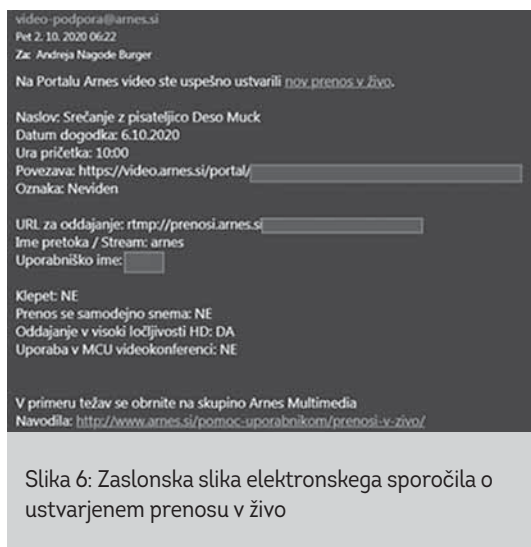 video-podpora@arnes.si
Pet 2. 10. 2020 06:22
Za: Andreja Nagode Burger
Na Portalu Arnes video ste uspešno ustvarili nov prenos v živo.
Naslov: Srečanje z pisateljico Deso Muck
Datum dogodka: 6.10.2020
Ura pričetka: 10:00
Povezava: https://video.arnes.si/portal/
Oznaka: Neviden
URL za oddajanje: rtmp://prenosi.arnes.si
Ime pretoka / Stream: arnes
Uporabniško ime:
Klepet: NE
Prenos se samodejno snema: NE
Oddajanje v visoki ločljivosti HD: DA
Uporaba v MCU videokonferenci: NE
V primeru težav se obrnite na skupino Arnes Multimedia
Navodila: http://www.arnes.si/pomoc-uporabnikom/prenosi-v-zivo/
Slika 6: Zaslonska slika elektronskega sporočila o
ustvarjenem prenosu v živo